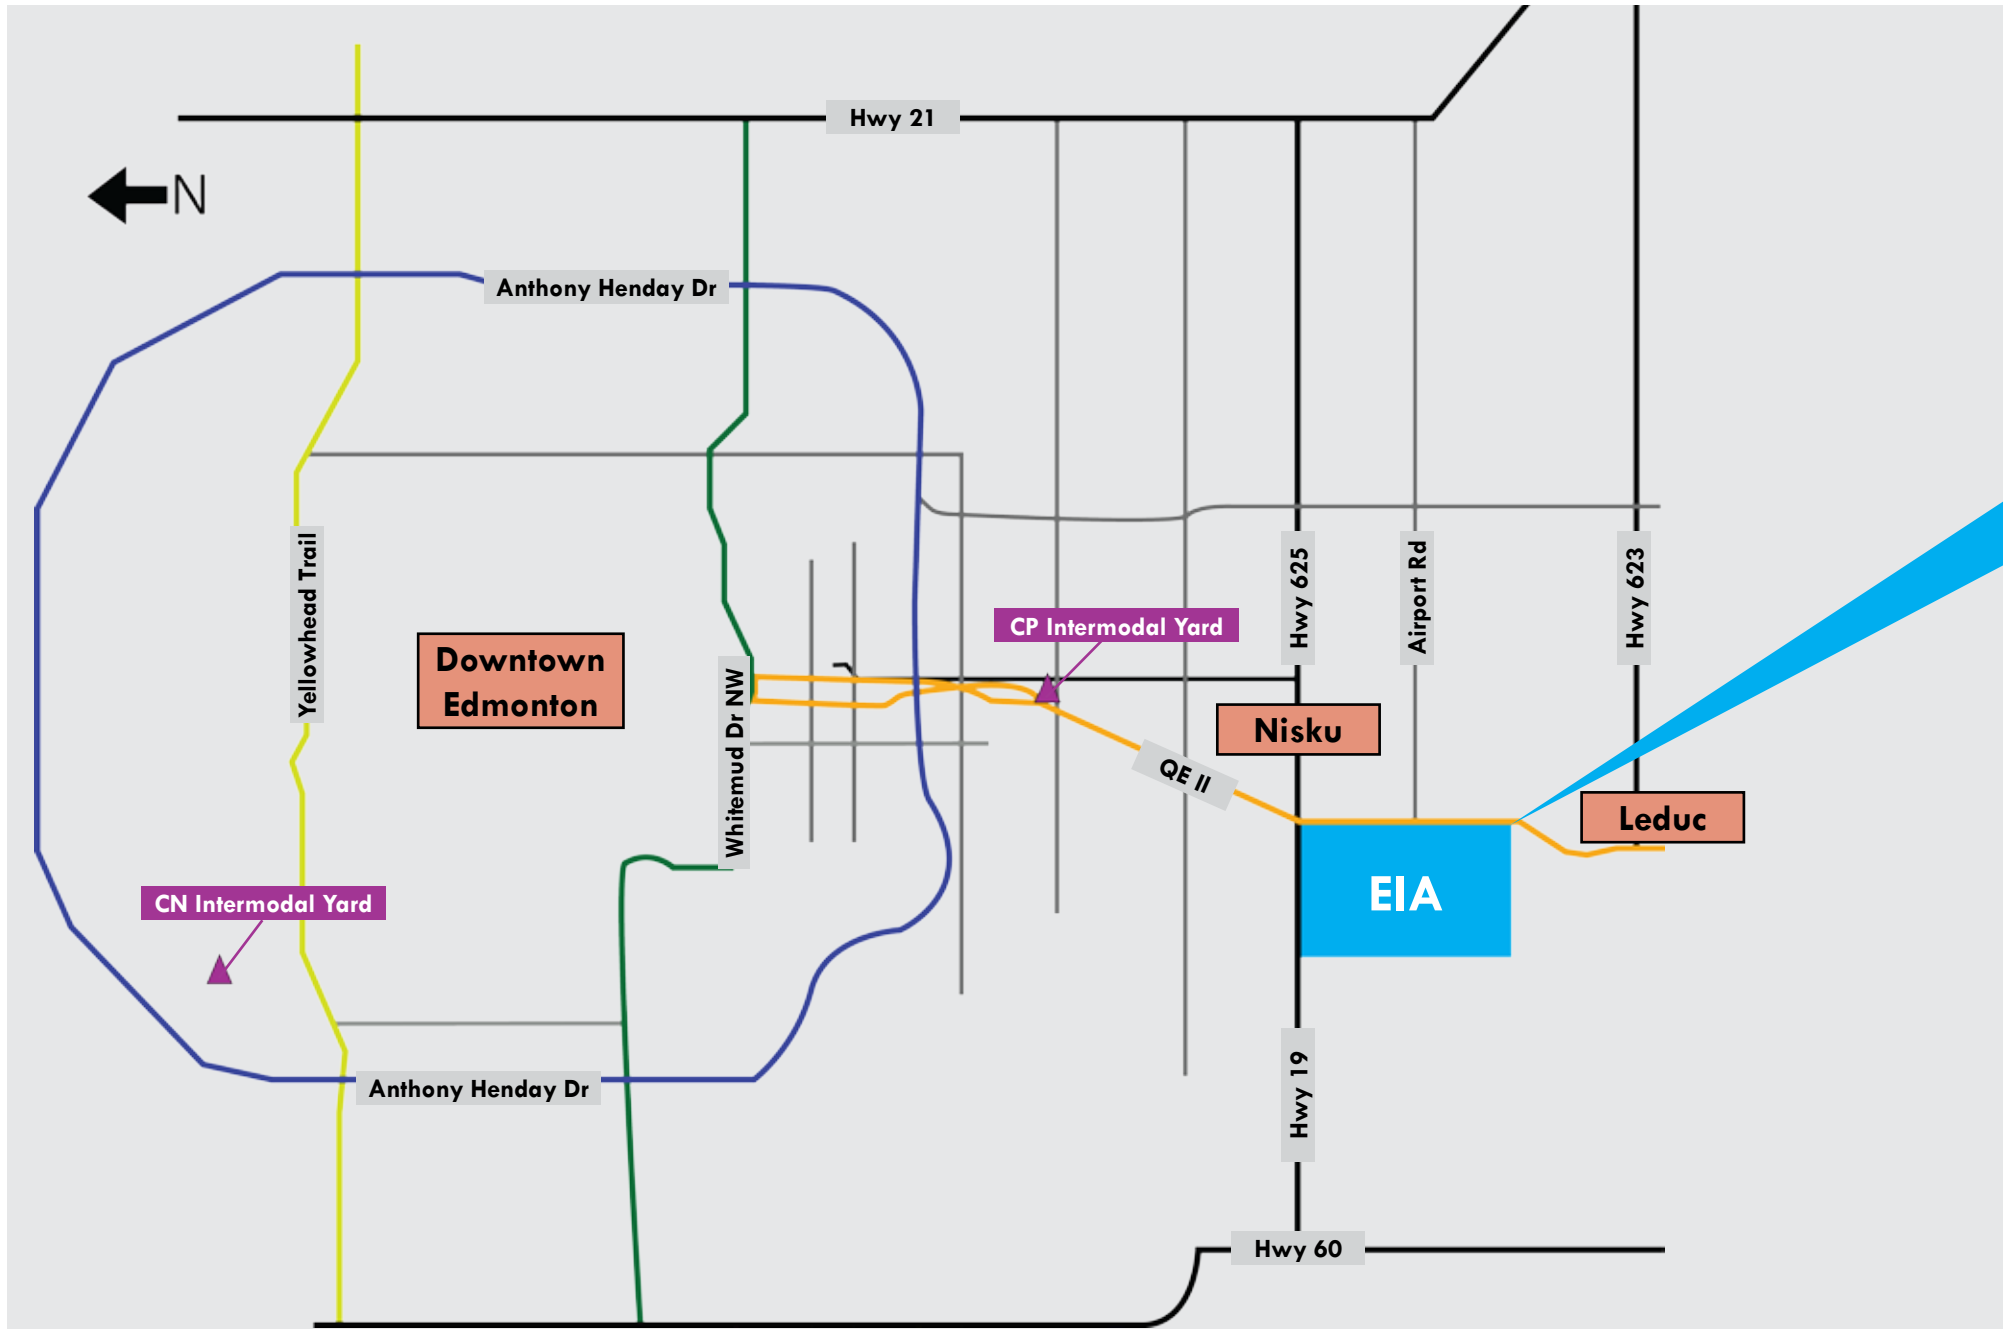 Hwy 21
N
Anthony Henday Dr
Yellowhead Trail
Hwy 625
Airport Rd
Hwy 623
CP Intermodal Yard
Downtown
Edmonton
Whitemud Dr NW
Nisku
QE II
Leduc
EIA
CN Intermodal Yard
Anthony Henday Dr
Hwy 19
Hwy 60